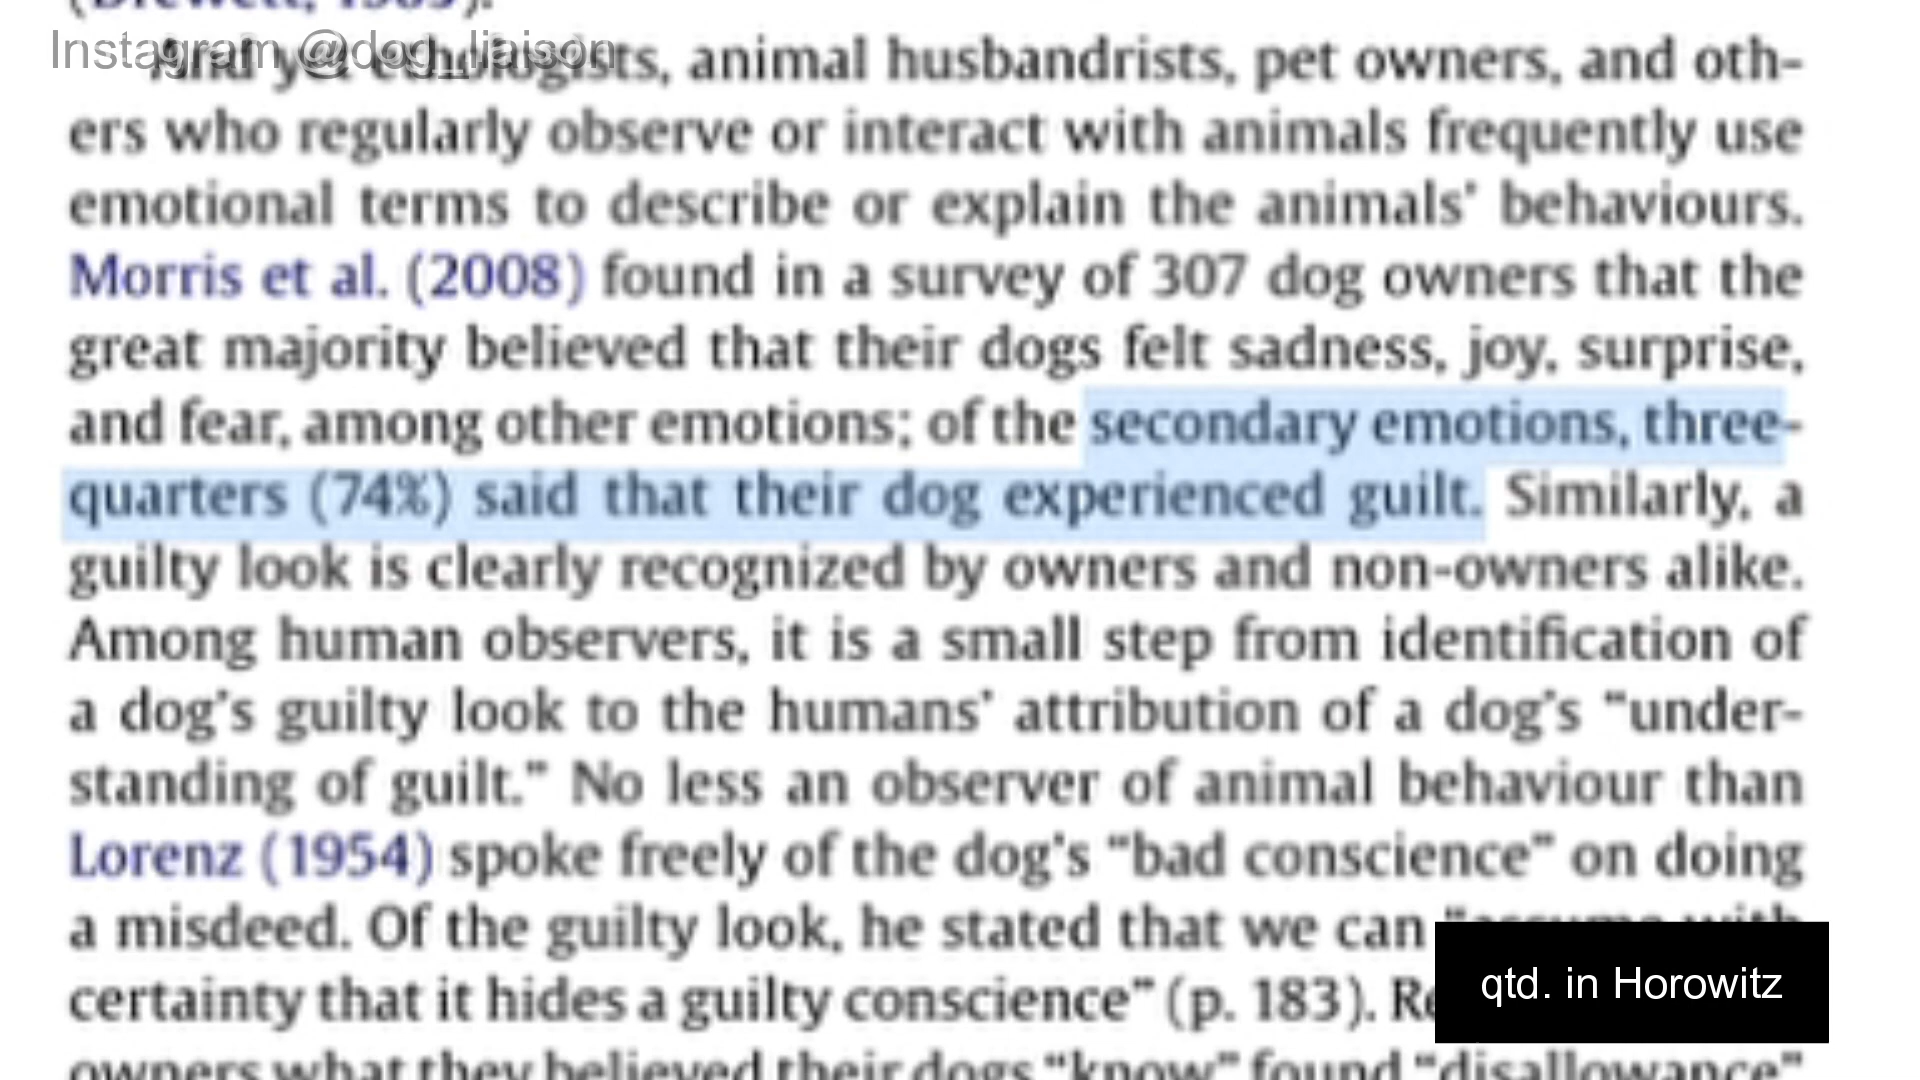 Instagram @dog_liaison
And yet ethologists, animal husbandrists, pet owners, and oth-
ers who regularly observe or interact with animals frequently use
emotional terms to describe or explain the animals' behaviours.
Morris et al. (2008) found in a survey of 307 dog owners that the
great majority believed that their dogs felt sadness, joy, surprise,
and fear, among other emotions; of the secondary emotions, three-
quarters (74%) said that their dog experienced guilt. Similarly, a
guilty look is clearly recognized by owners and non-owners alike.
Among human observers, it is a small step from identification of
a dog's guilty look to the humans' attribution of a dog's “under-
standing of guilt.” No less an observer of animal behaviour than
Lorenz (1954) spoke freely of the dog's “bad conscience” on doing
a misdeed. Of the guilty look, he stated that we can “assume with
certainty that it hides a guilty conscience” (p. 183).
owners what they believed their dogs “know” found “disallowance”
qtd. in Horowitz